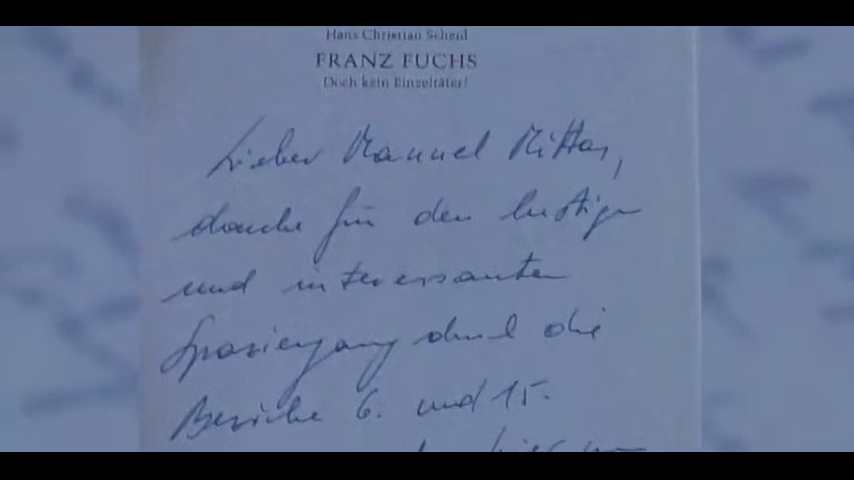 Hans Christian Scheid
FRANZ FUCHS
Doch kein Einzeltäter?
Lieber Manuel Mittas,
danke für den lustigen
und interessanten
Spaziergang durch die
Bezirke 6. und 15.